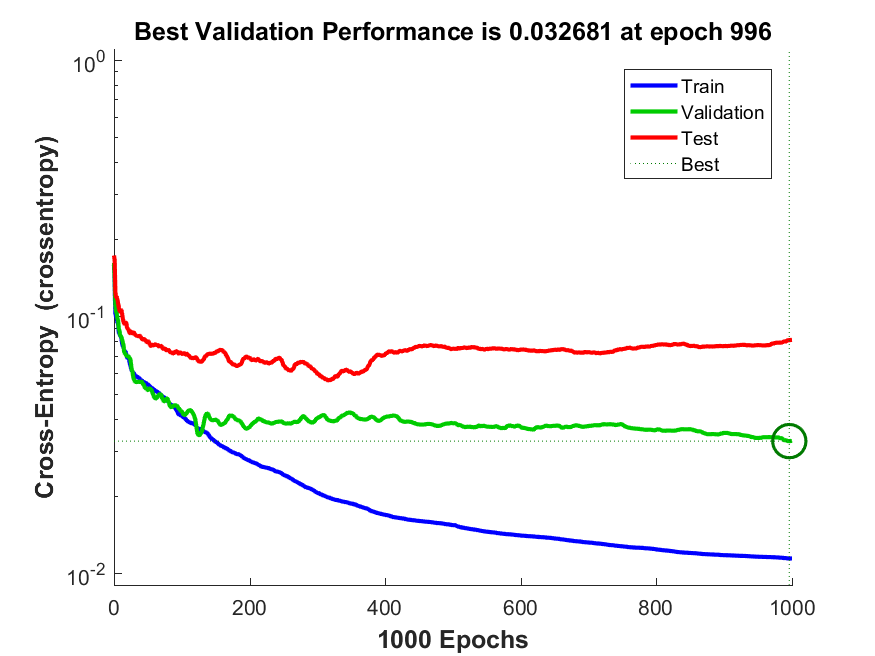 Best Validation Performance is 0.032681 at epoch 996
Cross-Entropy (crossentropy)
10^0
10^-1
10^-2
Train
Validation
Test
Best
0 200 400 600 800 1000
1000 Epochs